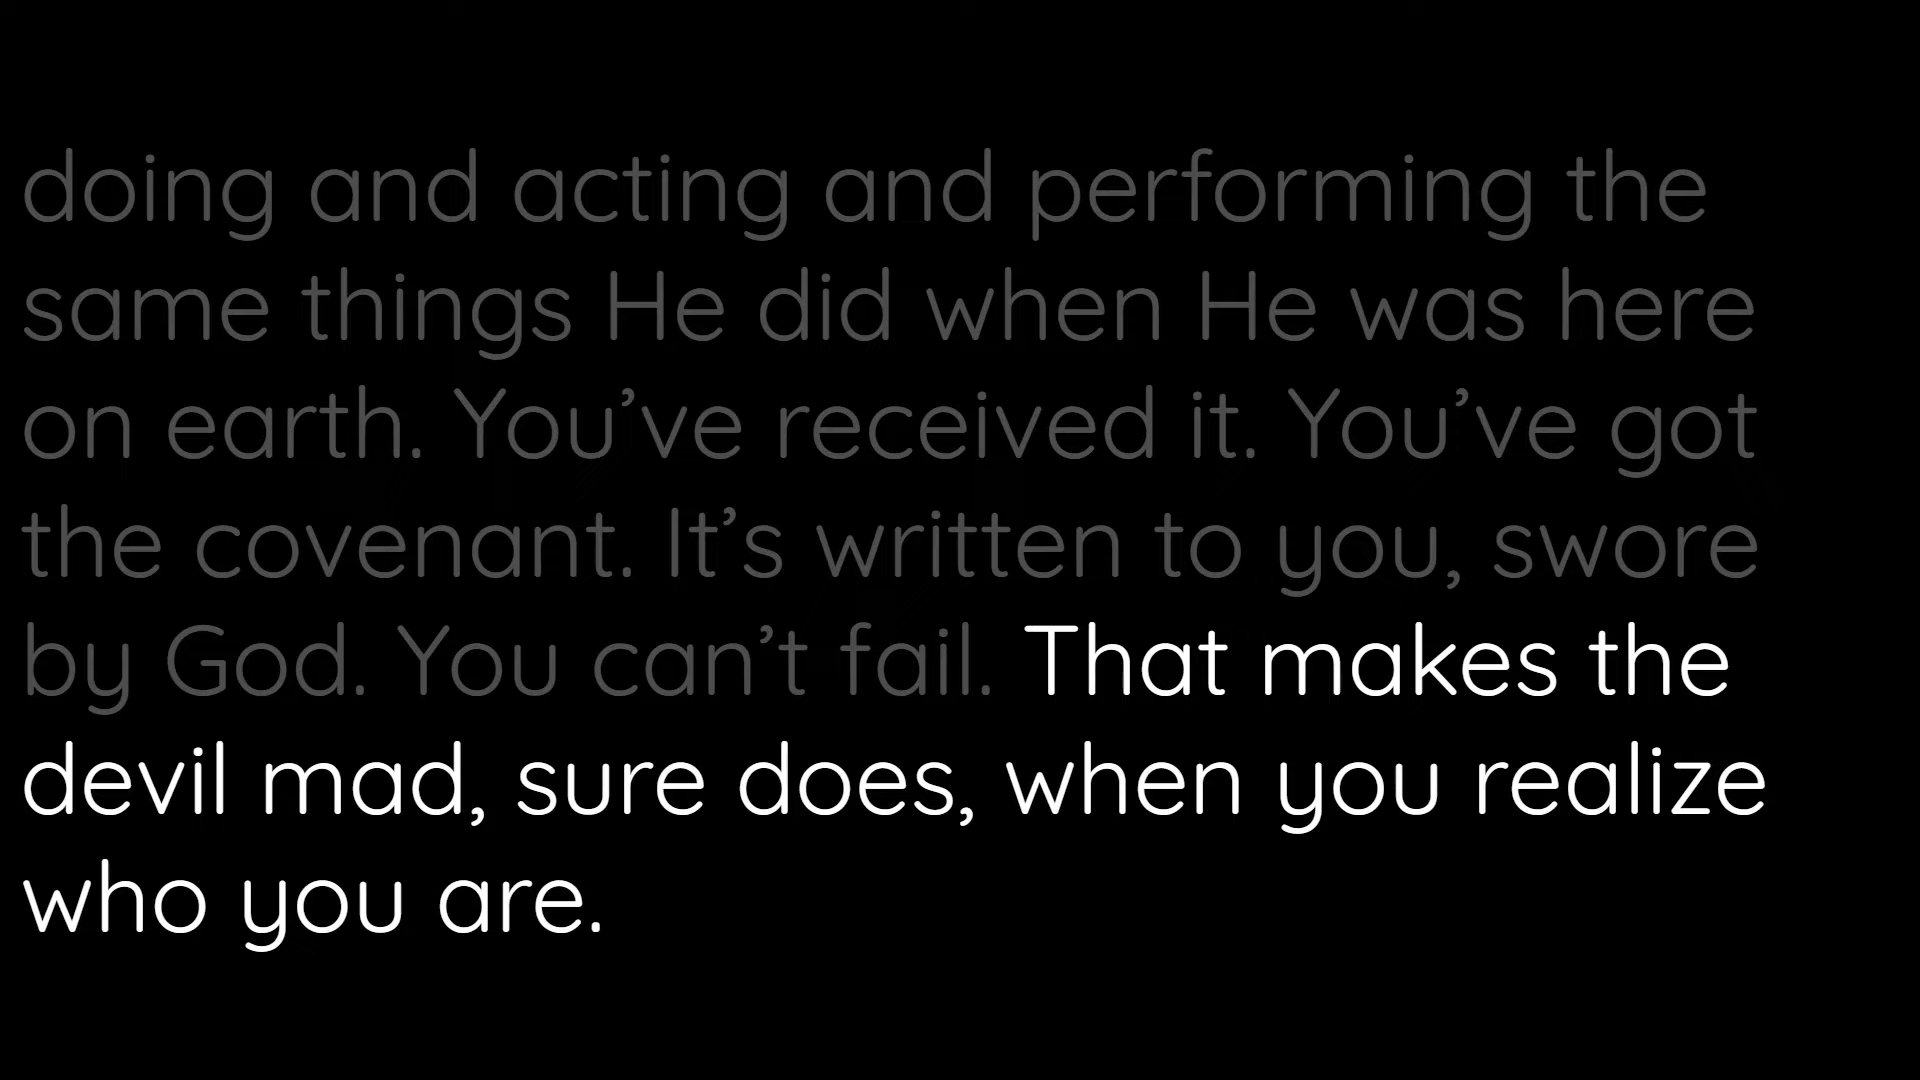 doing and acting and performing the
same things He did when He was here
on earth. You’ve received it. You’ve got
the covenant. It’s written to you, swore
by God. You can’t fail. That makes the
devil mad, sure does, when you realize
who you are.